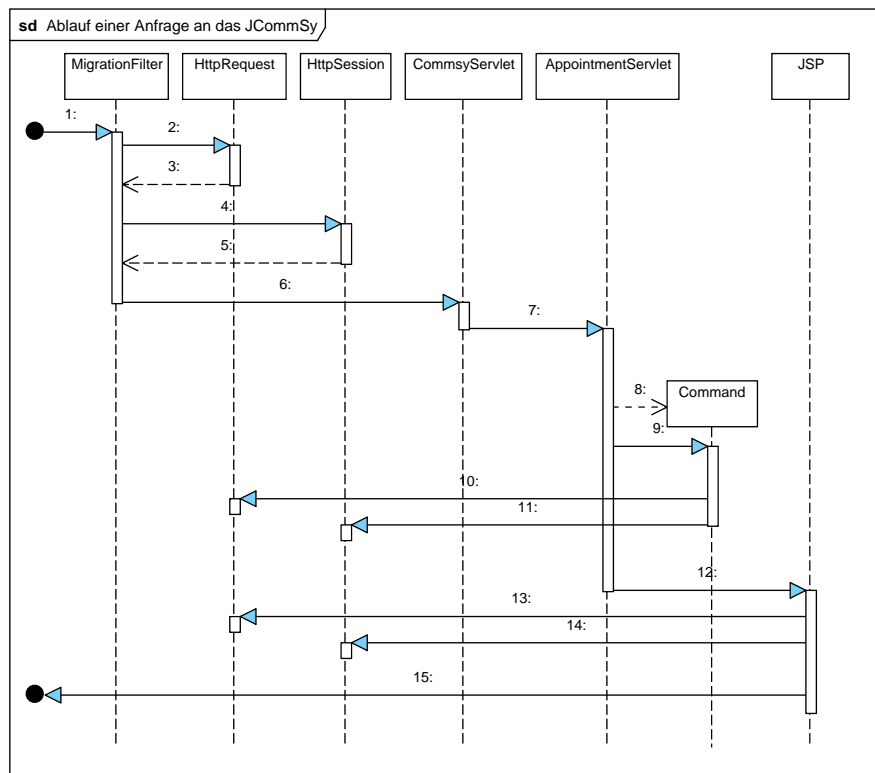 sd Ablauf einer Anfrage an das JCommSy
MigrationFilter
HttpRequest
HttpSession
CommsyServlet
AppointmentServlet
JSP
1:
2:
3:
4:
5:
6:
7:
8:
Command
9:
10:
11:
12:
13:
14:
15: